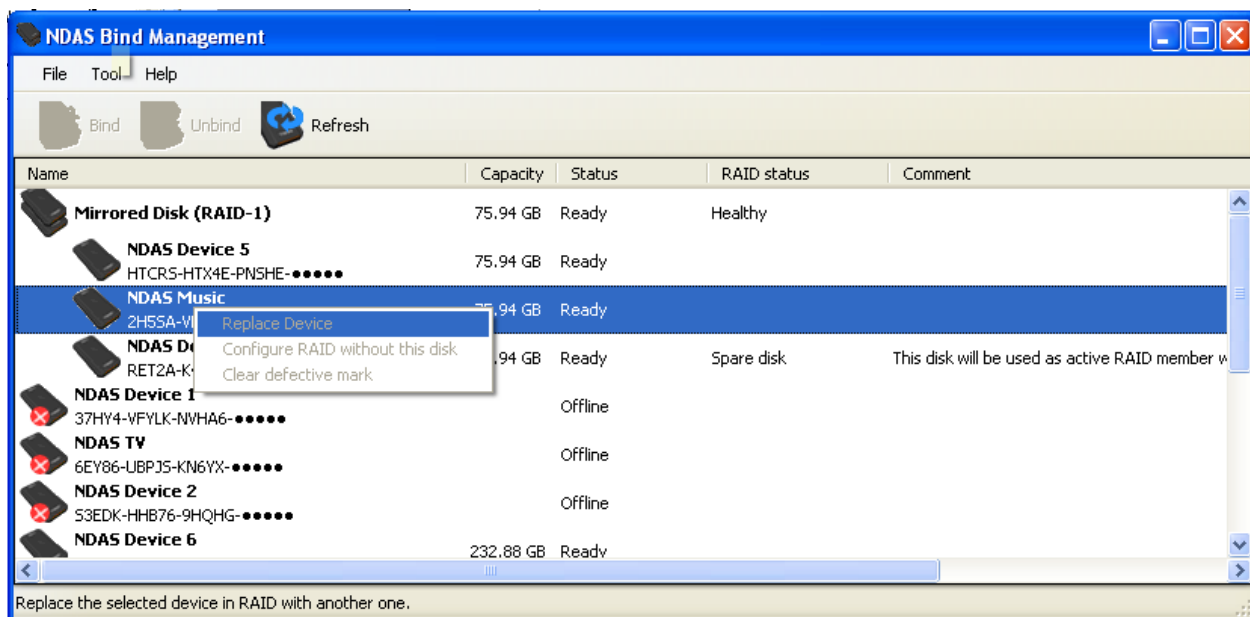 NDAS Bind Management
File Tool Help
Bind Unbind Refresh
Name Capacity Status RAID status Comment
Mirrored Disk (RAID-1) 75.94 GB Ready Healthy
NDAS Device 5
HTCRS-HTX4E-PNSHE-●●●●● 75.94 GB Ready
NDAS Music
2H5SA- 75.94 GB Ready
Replace Device
Configure RAID without this disk
Clear defective mark
NDAS
RET2A-K .94 GB Ready Spare disk This disk will be used as active RAID member
NDAS Device 1
37HY4-VFYLK-NVHA6-●●●●● Offline
NDAS TV
6EY86-UBPJS-KN6YX-●●●●● Offline
NDAS Device 2
S3EDK-HHB76-9HQHG-●●●●● Offline
NDAS Device 6
232.88 GB Ready
Replace the selected device in RAID with another one.